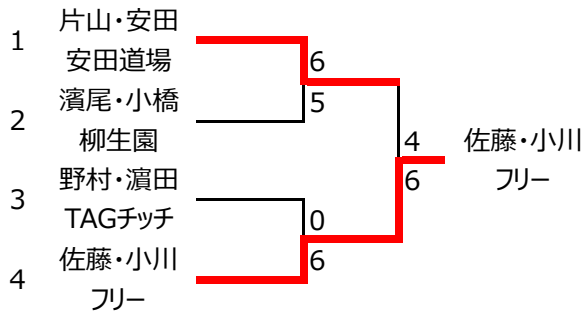 片山・安田
1
安田道場
6
濱尾・小橋
5
2
柳生園
4
佐藤・小川
野村・濵田
6
フリー
3
TAGチッチ
0
佐藤・小川
6
4
フリー